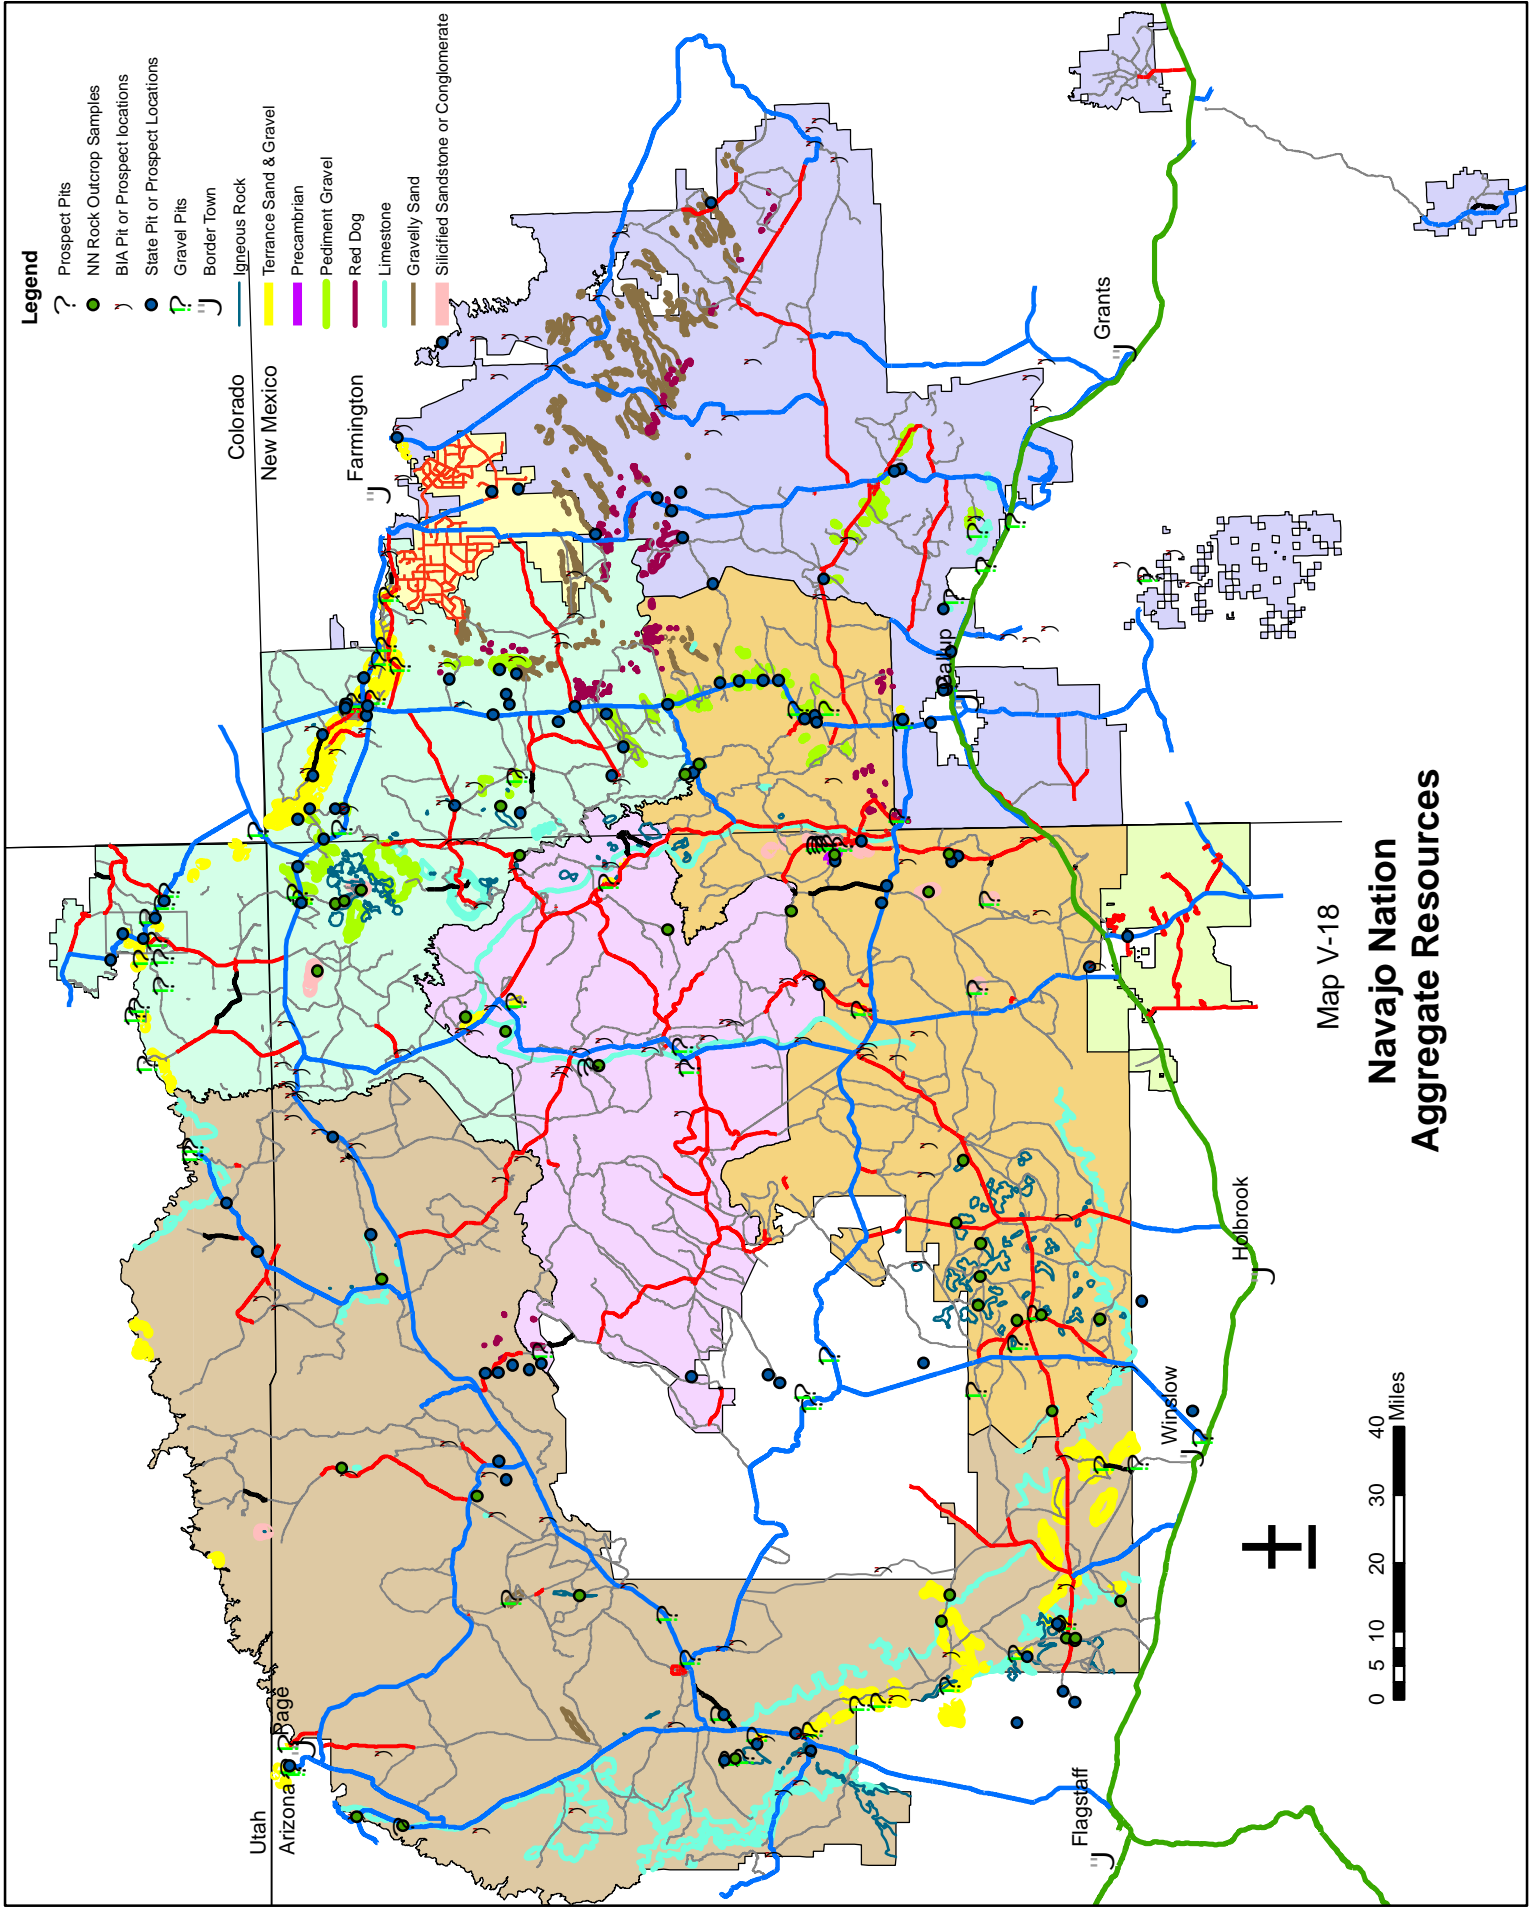 Legend
Prospect Pits
NN Rock Outcrop Samples
BIA Pit or Prospect locations
State Pit or Prospect Locations
Gravel Pits
Border Town
Igneous Rock
Terrance Sand & Gravel
Precambrian
Pediment Gravel
Red Dog
Limestone
Gravelly Sand
Silicified Sandstone or Conglomerate
Colorado
New Mexico
Farmington
Grants
Gallup
Utah
Arizona
Page
Holbrook
Winslow
Flagstaff
Map V-18
Navajo Nation
Aggregate Resources
0 5 10 20 30 40
Miles